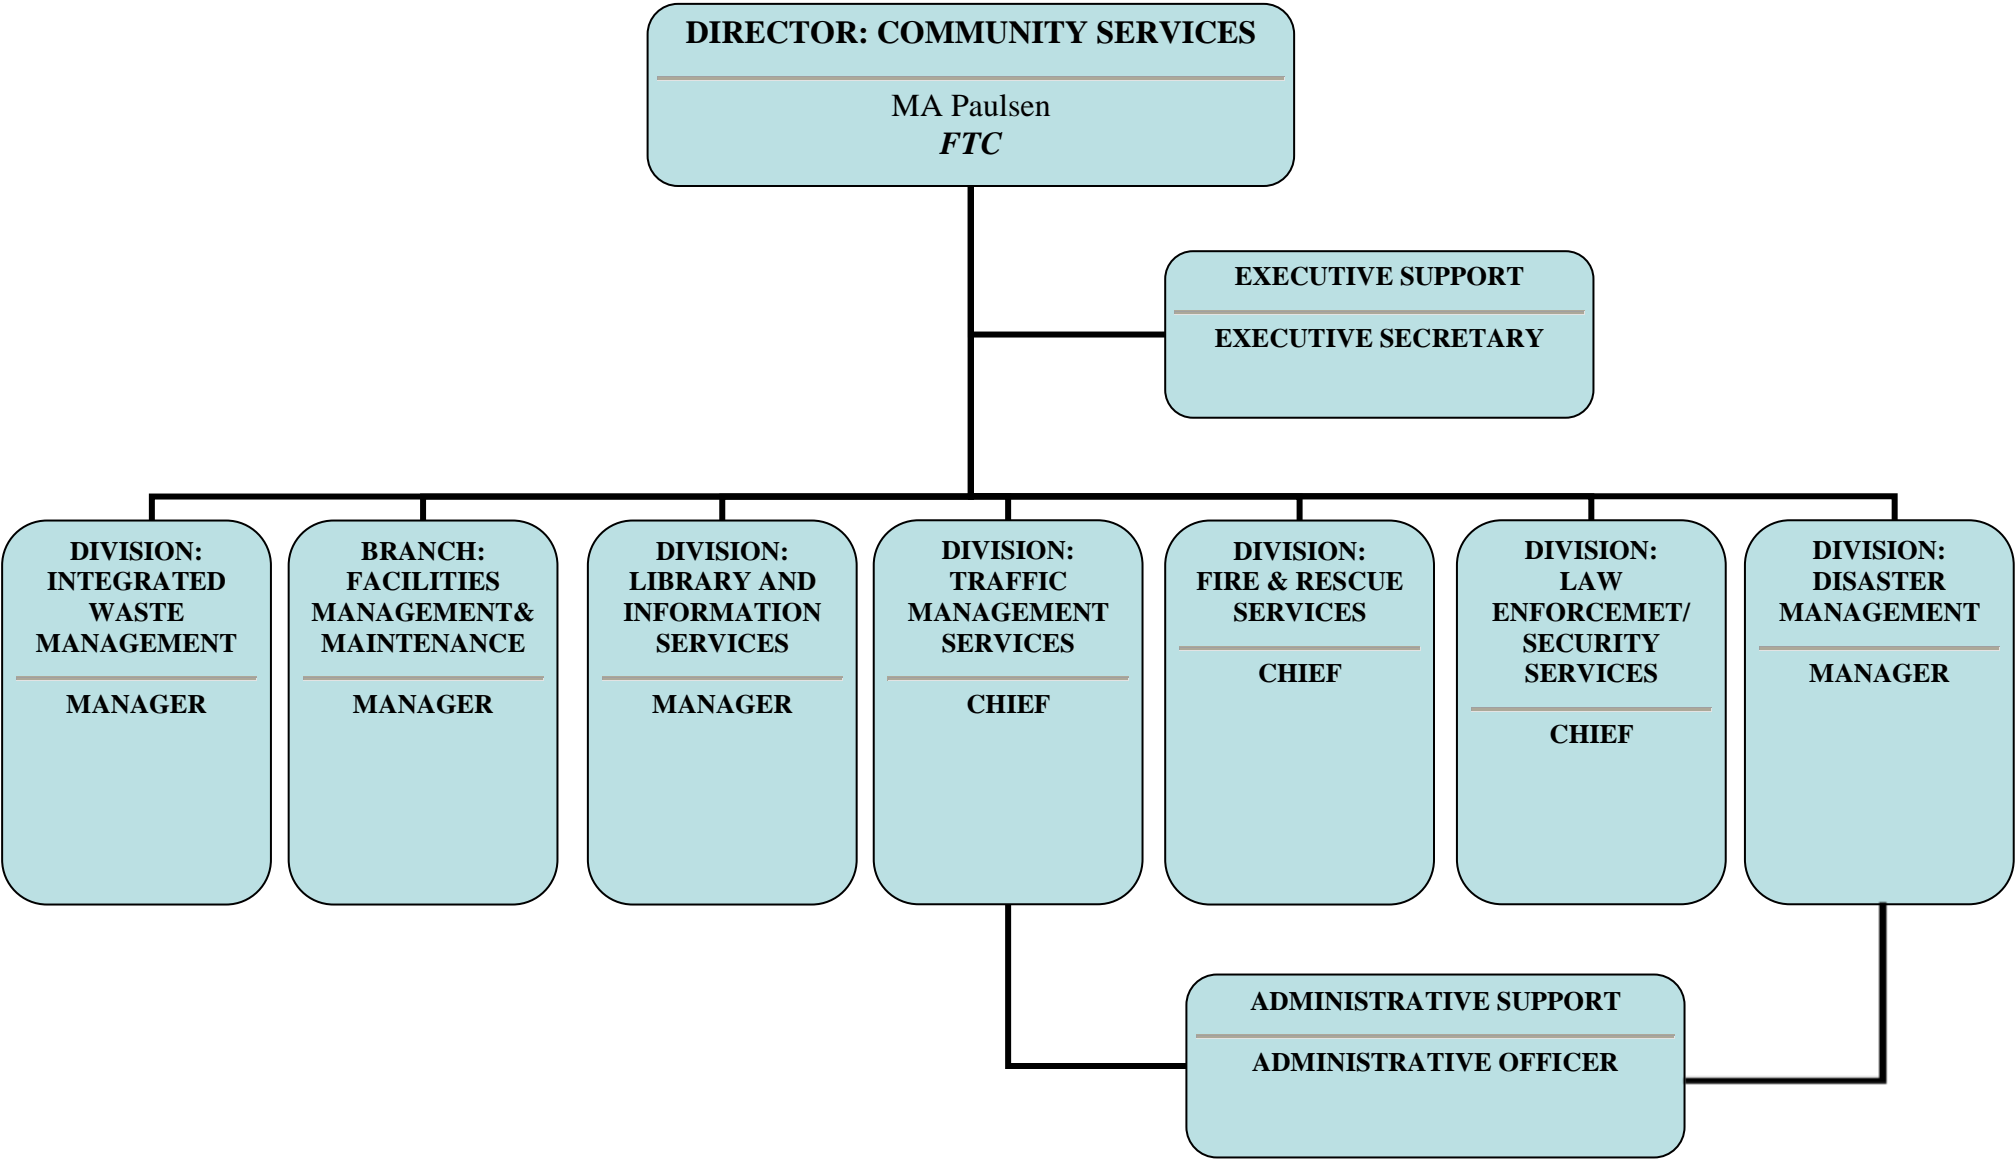 DIRECTOR: COMMUNITY SERVICES
MA Paulsen
FTC
EXECUTIVE SUPPORT
EXECUTIVE SECRETARY
DIVISION:
INTEGRATED
WASTE
MANAGEMENT
MANAGER
BRANCH:
FACILITIES
MANAGEMENT&
MAINTENANCE
MANAGER
DIVISION:
LIBRARY AND
INFORMATION
SERVICES
MANAGER
DIVISION:
TRAFFIC
MANAGEMENT
SERVICES
CHIEF
DIVISION:
FIRE & RESCUE
SERVICES
CHIEF
DIVISION:
LAW
ENFORCEMET/
SECURITY
SERVICES
CHIEF
DIVISION:
DISASTER
MANAGEMENT
MANAGER
ADMINISTRATIVE SUPPORT
ADMINISTRATIVE OFFICER